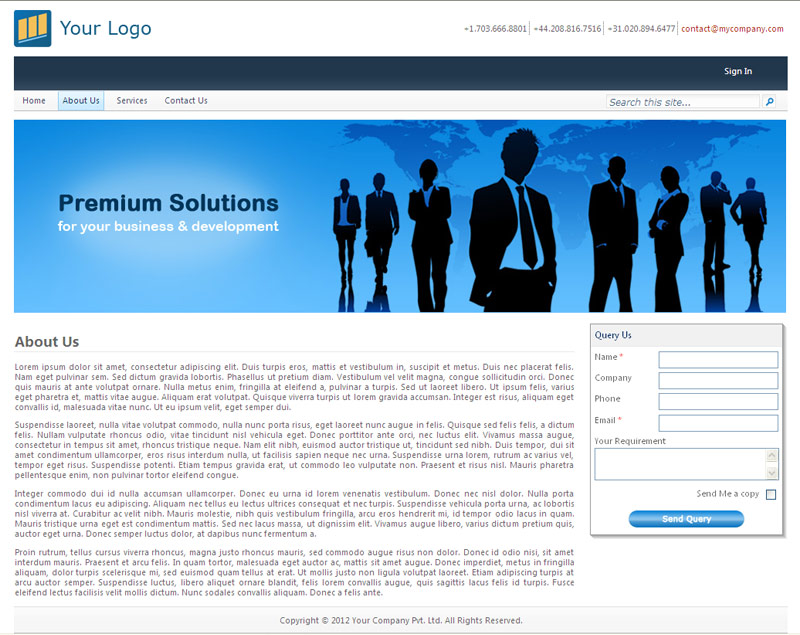 Your Logo
+1.703.666.8801 +44.208.816.7516 +31.020.894.6477 contact@mycompany.com
Sign In
Home About Us Services Contact Us
Search this site...
Premium Solutions
for your business & development
About Us
Lorem ipsum dolor sit amet, consectetur adipiscing elit. Duis turpis eros, mattis et vestibulum in, suscipit et metus. Duis nec placerat felis.
Nam eget pulvinar sem. Sed dictum gravida lobortis. Phasellus ut pretium diam. Vestibulum vel velit magna, congue sollicitudin orci. Donec
quis mauris at ante volutpat ornare. Nulla metus enim, fringilla at eleifend a, pulvinar a turpis. Sed ut laoreet libero. Ut ipsum felis, varius
eget pharetra et, mattis vitae augue. Aliquam erat volutpat. Quisque viverra turpis ut lorem gravida accumsan. Integer est risus, aliquam eget
convallis id, malesuada vitae nunc. Ut eu ipsum velit, eget semper dui.
Suspendisse laoreet, nulla vitae volutpat commodo, nulla nunc porta risus, eget laoreet nunc augue in felis. Quisque sed felis felis, a dictum
felis. Nullam vulputate rhoncus odio, vitae tincidunt nisl vehicula eget. Donec porttitor ante orci, nec luctus elit. Vivamus massa augue,
consectetur in tempus sit amet, rhoncus tristique neque. Nam elit nibh, euismod auctor tristique ut, tincidunt sed nibh. Duis tempor, dui sit
amet condimentum ullamcorper, eros risus interdum nulla, ut facilisis sapien neque nec urna. Suspendisse urna lorem, rutrum ac varius vel,
tempor eget risus. Suspendisse potenti. Etiam tempus gravida erat, ut commodo leo vulputate non. Praesent et risus nisl. Mauris pharetra
pellentesque enim, non pulvinar tortor eleifend congue.
Integer commodo dui id nulla accumsan ullamcorper. Donec eu urna id lorem venenatis vestibulum. Donec nec nisl dolor. Nulla porta
condimentum lacus eu adipiscing. Aliquam nec tellus eu lectus ultrices consequat et nec turpis. Suspendisse vehicula porta urna, ac lobortis
nisl viverra at. Curabitur ac velit nibh. Mauris molestie, nibh quis vestibulum fringilla, arcu eros hendrerit mi, id tempor odio lacus in quam.
Mauris tristique urna eget est condimentum mattis. Sed nec lacus massa, ut dignissim elit. Vivamus augue libero, varius dictum pretium quis,
auctor eget urna. Donec semper luctus dolor, at dapibus nunc fermentum a.
Proin rutrum, tellus cursus viverra rhoncus, magna justo rhoncus mauris, sed commodo augue risus non dolor. Donec id odio nisi, sit amet
interdum mauris. Praesent et arcu felis. In quam tortor, malesuada eget auctor ac, mattis sit amet augue. Donec imperdiet, metus in fringilla
aliquam, dolor turpis scelerisque mi, sed euismod quam tellus at erat. Ut mollis justo non ligula volutpat laoreet. Etiam adipiscing turpis at
arcu auctor semper. Suspendisse luctus, libero aliquet ornare blandit, felis lorem convallis augue, quis sagittis lacus felis id turpis. Fusce
eleifend lectus facilisis velit mollis dictum. Nunc sodales convallis aliquam. Donec a felis ante.
Query Us
Name *
Company
Phone
Email *
Your Requirement
Send Me a copy
Send Query
Copyright © 2012 Your Company Pvt. Ltd. All Rights Reserved.